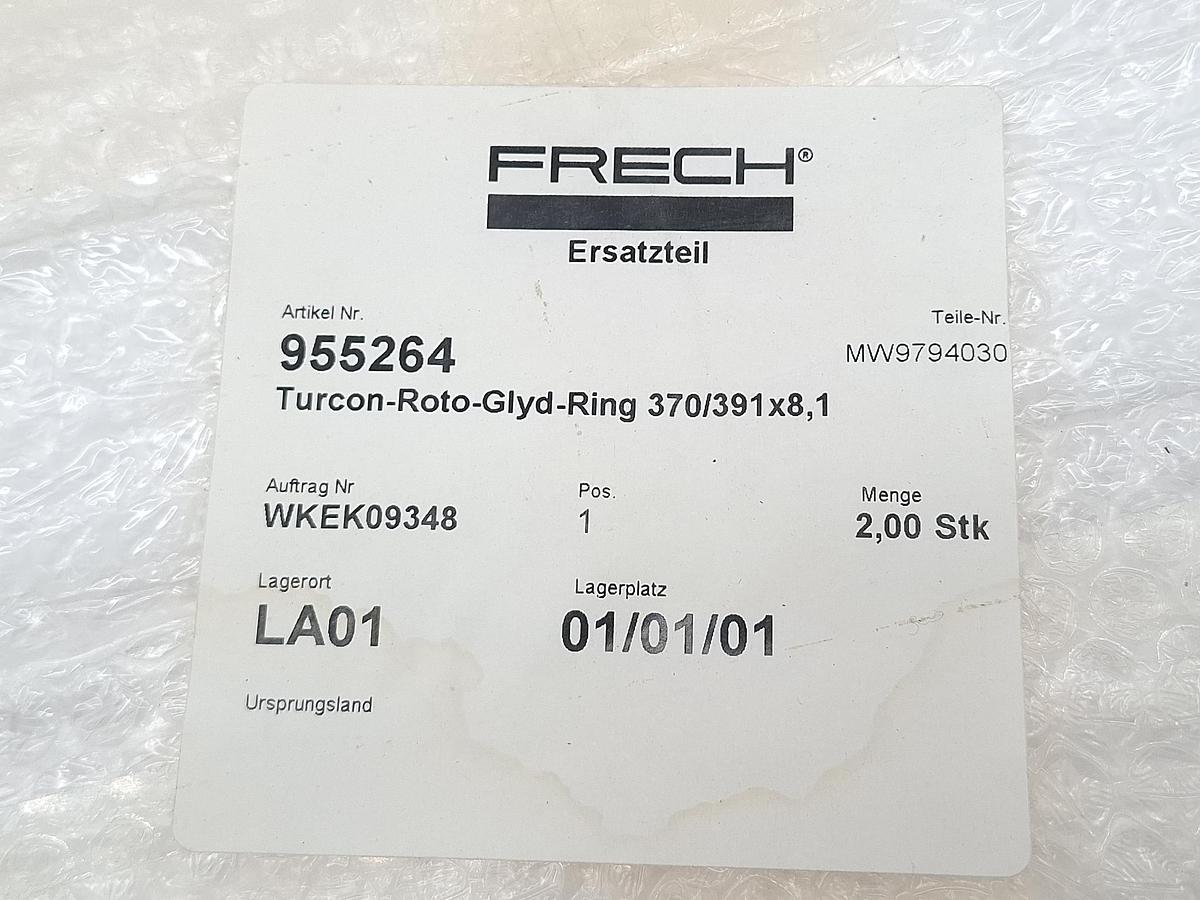 FRECH®
Ersatzteil
Artikel Nr. Teile-Nr.
955264 MW9794030
Turcon-Roto-Glyd-Ring 370/391x8,1
Auftrag Nr Pos. Menge
WKEK09348 1 2,00 Stk
Lagerort Lagerplatz
LA01 01/01/01
Ursprungsland